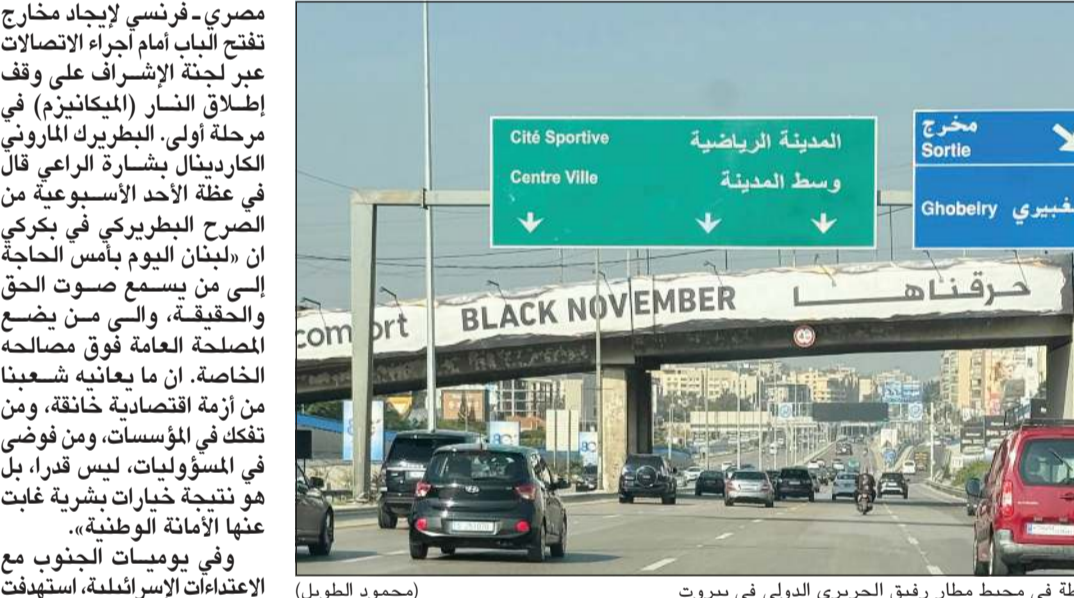 مصري ـ فرنسي لإيجاد مخارج
تفتح الباب أمام اجراء الاتصالات
عبر لجنة الإشراف على وقف
إطلاق النار (الميكانيزم) في
مرحلة أولى. البطريرك الماروني
الكاردينال بشارة الراعي قال
في عظة الأحد الأسبوعية من
الصرح البطريركي في بكركي
ان «لبنان اليوم بأمس الحاجة
إلى من يسمع صوت الحق
والحقيقة، والى من يضع
المصلحة العامة فوق مصالحه
الخاصة. ان ما يعانيه شعبنا
من أزمة اقتصادية خانقة، ومن
تفكك في المؤسسات، ومن فوضى
في المسؤوليات، ليس قدرا، بل
هو نتيجة خيارات بشرية غابت
عنها الأمانة الوطنية».
وفي يوميات الجنوب مع
الاعتداءات الإسرائيلية، استهدفت
Cité Sportive المدينة الرياضية
Centre Ville وسط المدينة
مخرج
Sortie
Ghobeiry غبيري
comfort BLACK NOVEMBER حرقناها
في محيط مطار رفيق الحريري الدولي في بيروت (محمود الطويل)